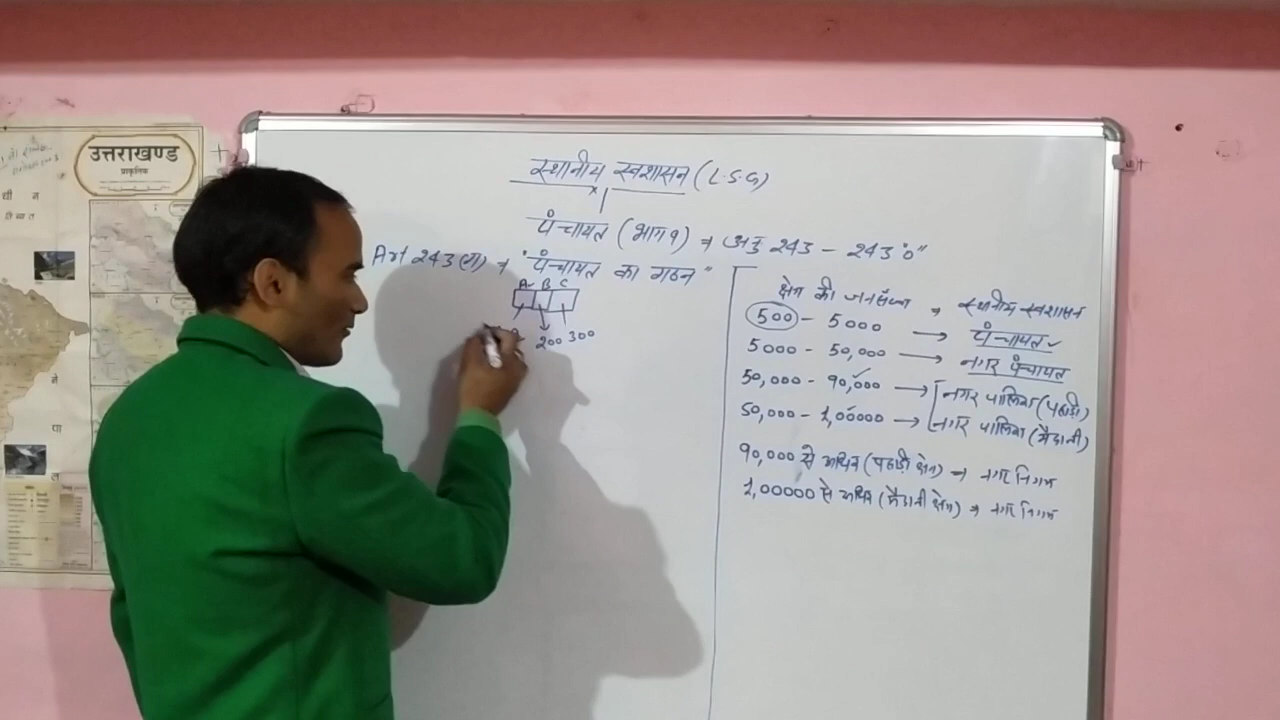 उत्तराखण्ड
प्राकृतिक
स्थानीय स्वशासन (L.S.G)
पंचायत (भाग ९) → अनु 243 - 243 "O"
Art 243 (ग) → "पंचायत का गठन"
A B C
200 300
क्षेत्र की जनसंख्या → स्थानीय स्वशासन
500 - 5000 → पंचायत
5000 - 50,000 → नगर पंचायत
50,000 - 90,000 → नगर पालिका (पहाड़ी)
50,000 - 1,00000 → नगर पालिका (मैदानी)
90,000 से अधिक (पहाड़ी क्षेत्र) → नगर निगम
1,00000 से अधिक (मैदानी क्षेत्र) → नगर निगम